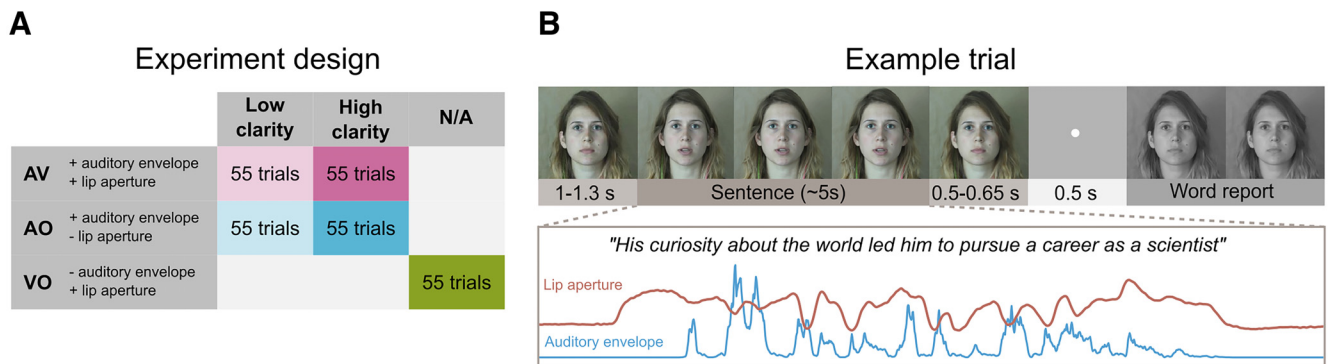 A
Experiment design
Low clarity
High clarity
N/A
AV
+ auditory envelope
+ lip aperture
55 trials
55 trials
AO
+ auditory envelope
- lip aperture
55 trials
55 trials
VO
- auditory envelope
+ lip aperture
55 trials
B
Example trial
1-1.3 s
Sentence (~5s)
0.5-0.65 s
0.5 s
Word report
"His curiosity about the world led him to pursue a career as a scientist"
Lip aperture
Auditory envelope